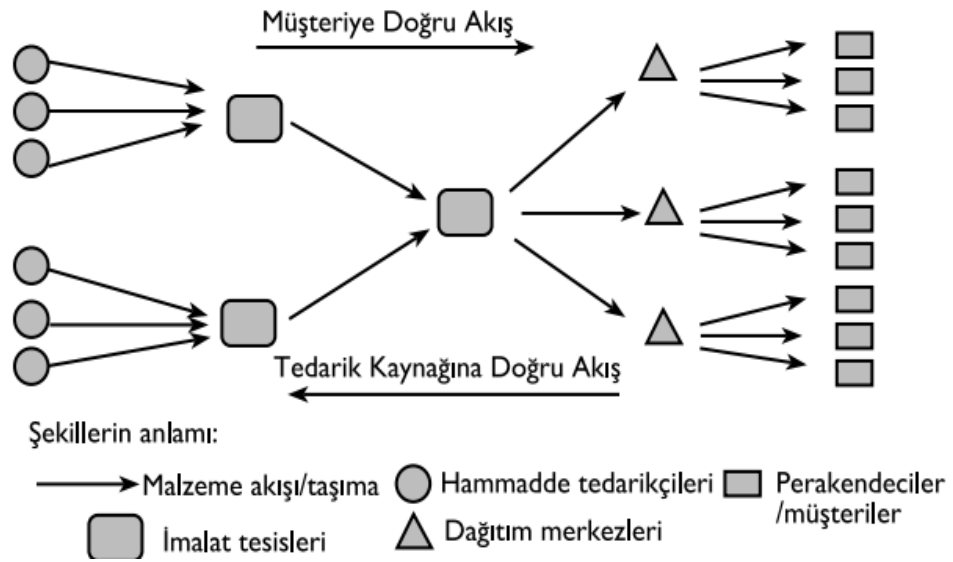 Müşteriye Doğru Akış
Tedarik Kaynağına Doğru Akış
Şekillerin anlamı:
Malzeme akışı/taşıma
Hammadde tedarikçileri
Perakendeciler
/müşteriler
İmalat tesisleri
Dağıtım merkezleri